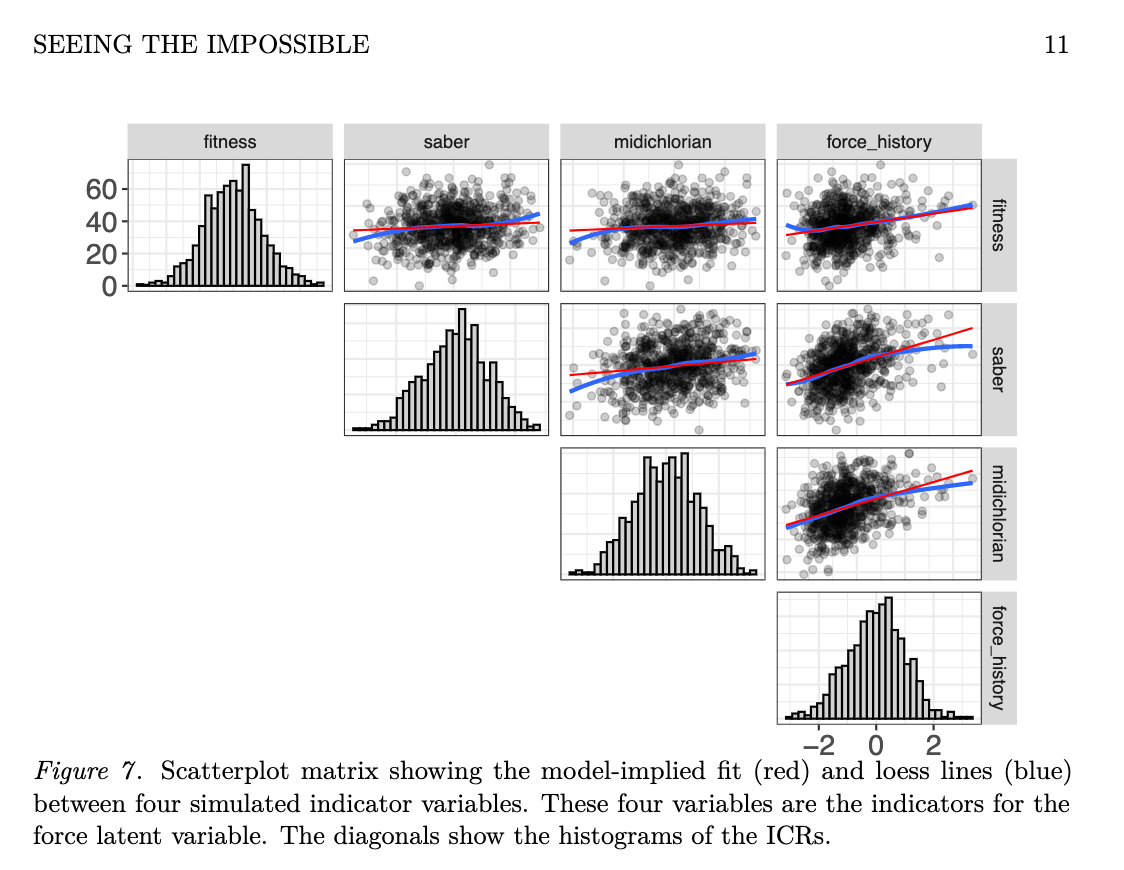 SEEING THE IMPOSSIBLE 11
fitness saber midichlorian force_history
60
40
20
0
fitness
saber
midichlorian
force_history
−2 0 2
Figure 7. Scatterplot matrix showing the model-implied fit (red) and loess lines (blue)
between four simulated indicator variables. These four variables are the indicators for the
force latent variable. The diagonals show the histograms of the ICRs.